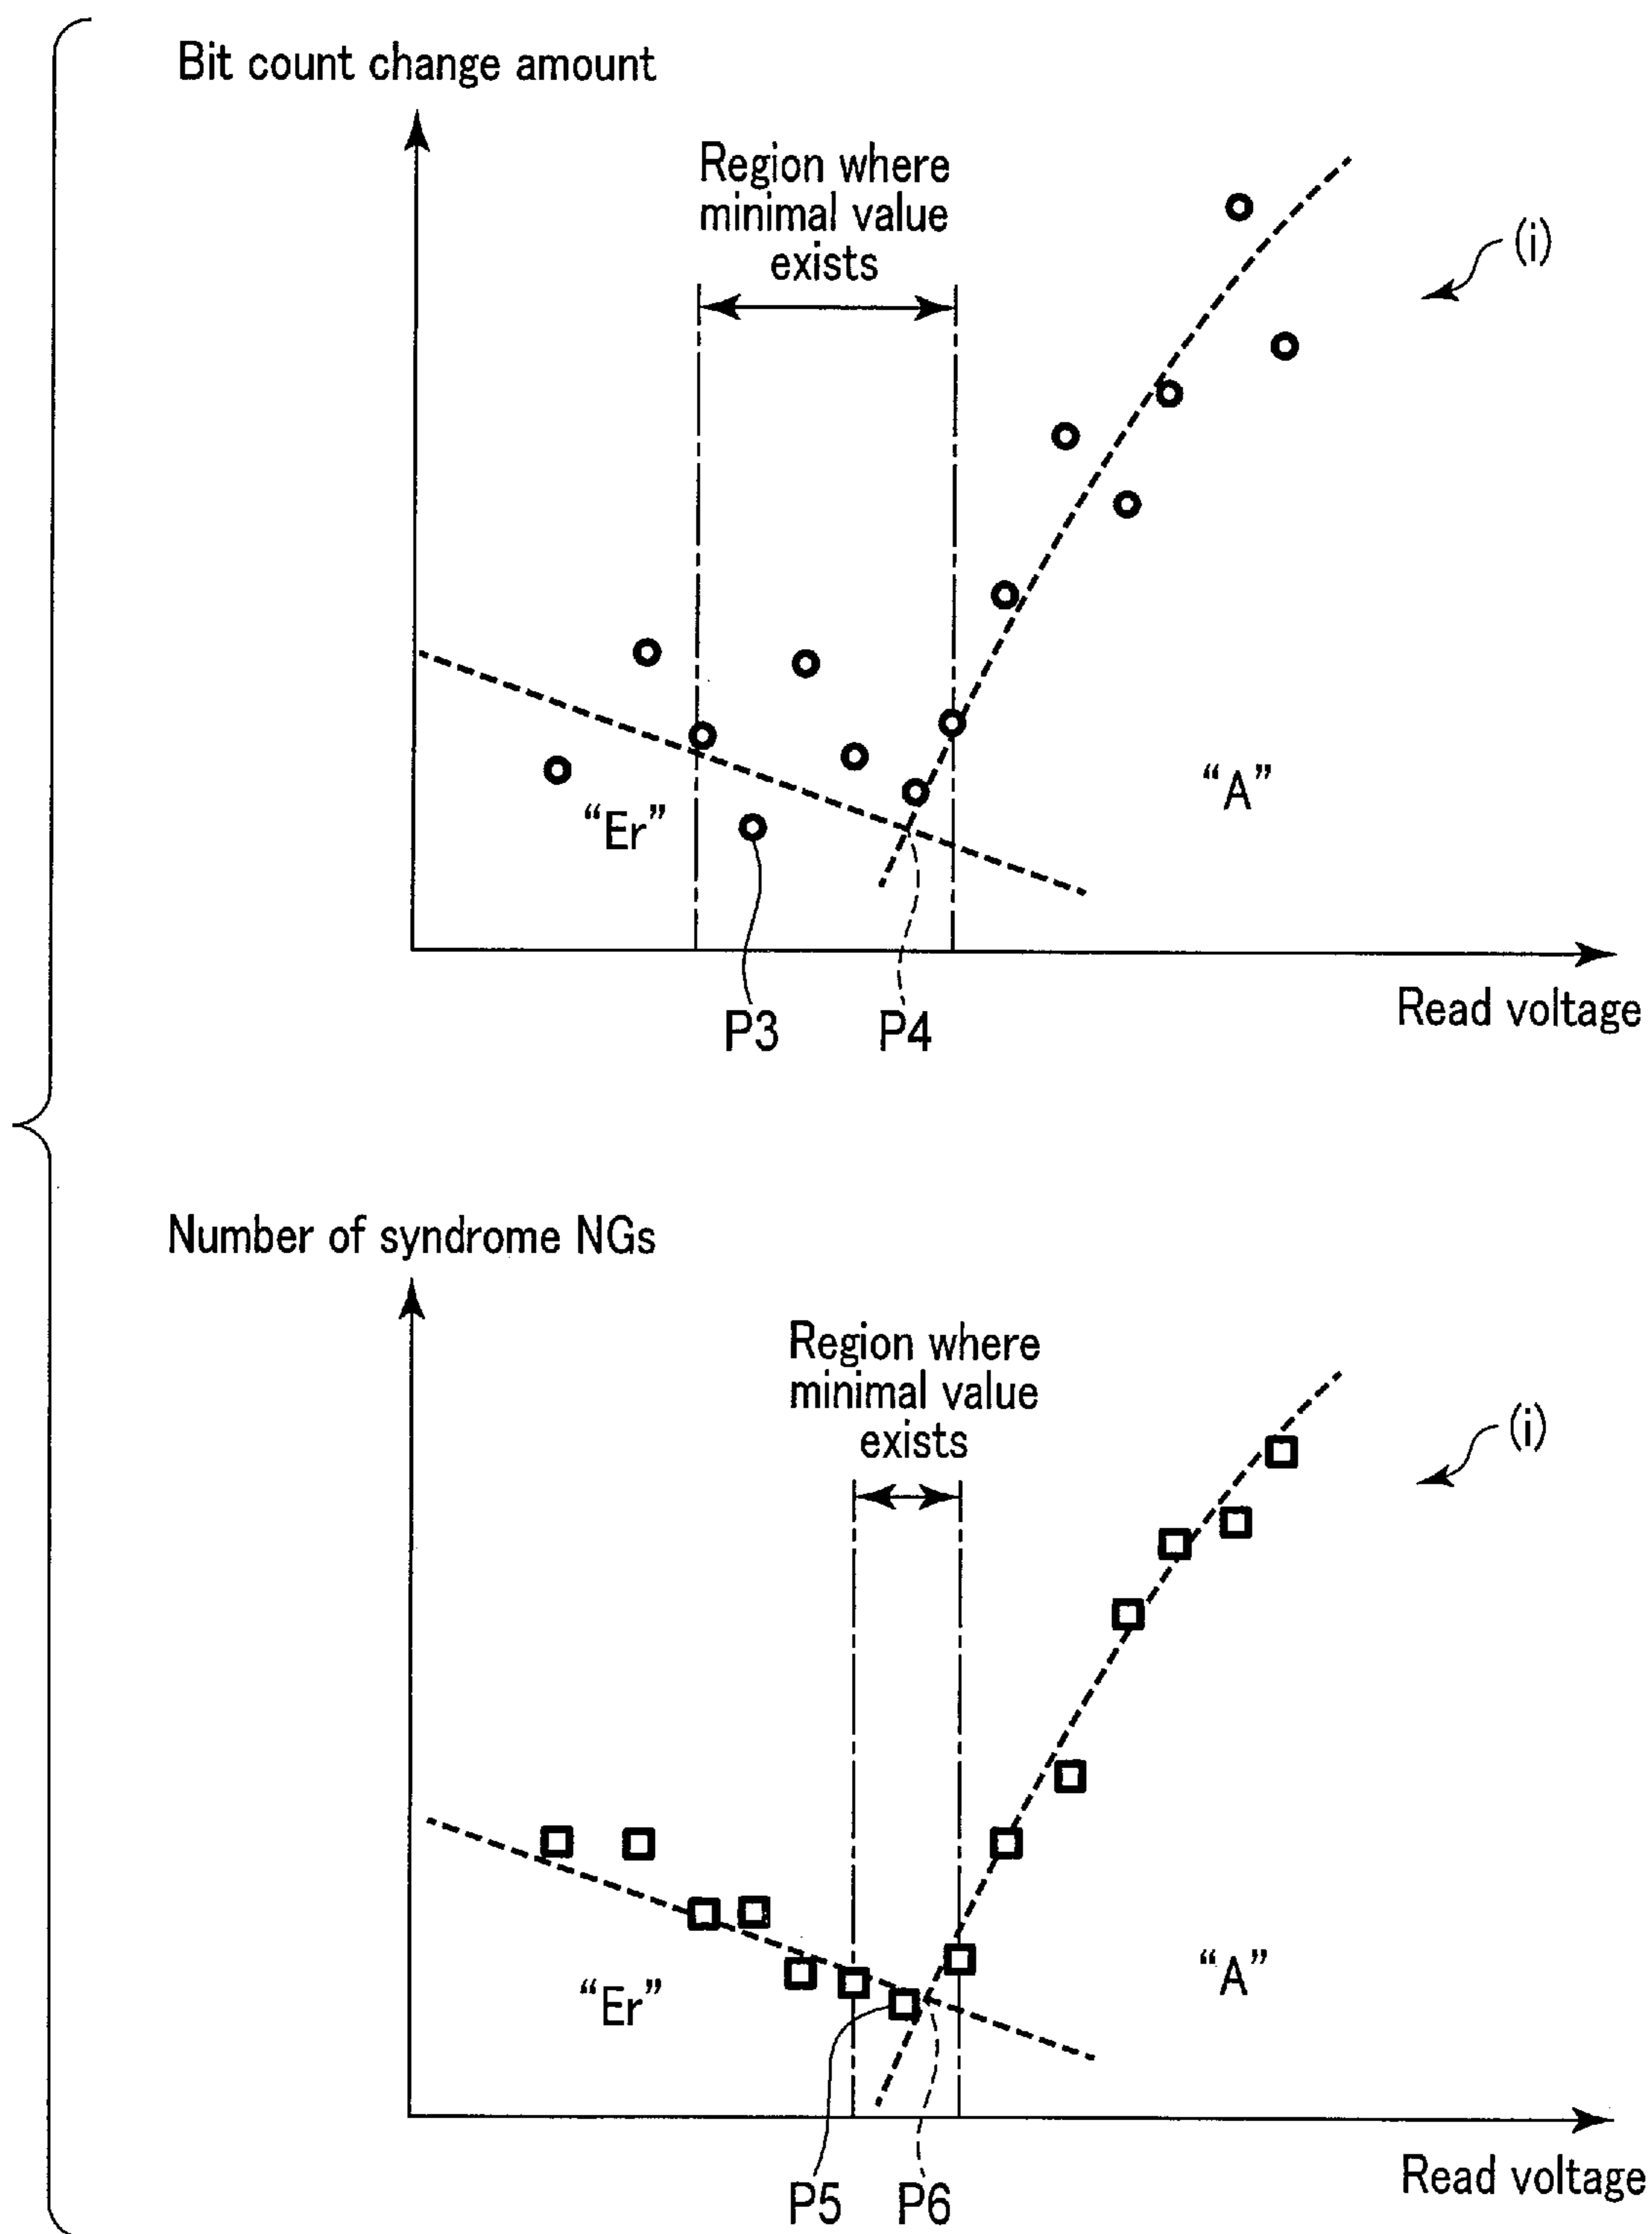 Bit count change amount
Region where
minimal value
exists
(i)
“A”
“Er”
P3
P4
Read voltage
Number of syndrome NGs
Region where
minimal value
exists
(i)
“A”
“Er”
P5
P6
Read voltage